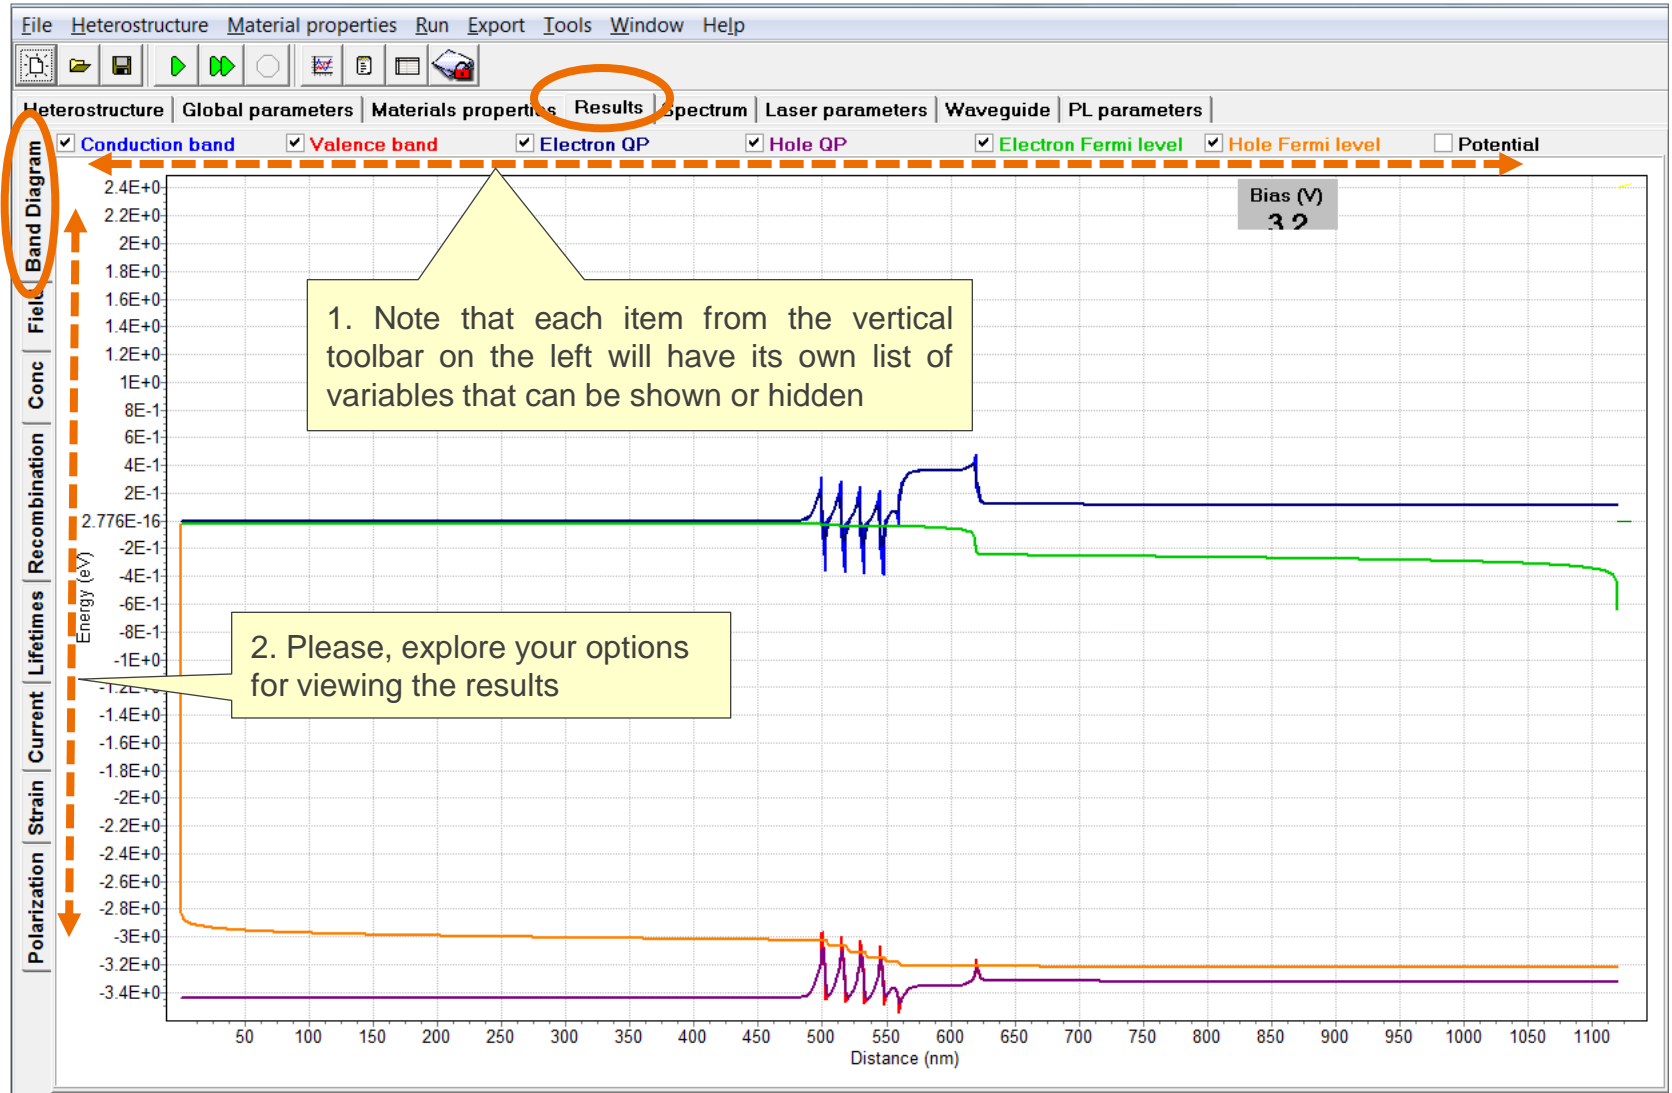 File Heterostructure Material properties Run Export Tools Window Help
Heterostructure Global parameters Materials properties Results Spectrum Laser parameters Waveguide PL parameters
Conduction band Valence band Electron QP Hole QP Electron Fermi level Hole Fermi level Potential
Band Diagram
Field
Conc
Recombination
Lifetimes
Current
Strain
Polarization
Bias (V)
3.2
1. Note that each item from the vertical
toolbar on the left will have its own list of
variables that can be shown or hidden
2. Please, explore your options
for viewing the results
Energy (eV)
2.4E+0
2.2E+0
2E+0
1.8E+0
1.6E+0
1.4E+0
1.2E+0
1E+0
8E-1
6E-1
4E-1
2E-1
2.776E-16
-2E-1
-4E-1
-6E-1
-8E-1
-1E+0
-1.2E+0
-1.4E+0
-1.6E+0
-1.8E+0
-2E+0
-2.2E+0
-2.4E+0
-2.6E+0
-2.8E+0
-3E+0
-3.2E+0
-3.4E+0
50 100 150 200 250 300 350 400 450 500 550 600 650 700 750 800 850 900 950 1000 1050 1100
Distance (nm)